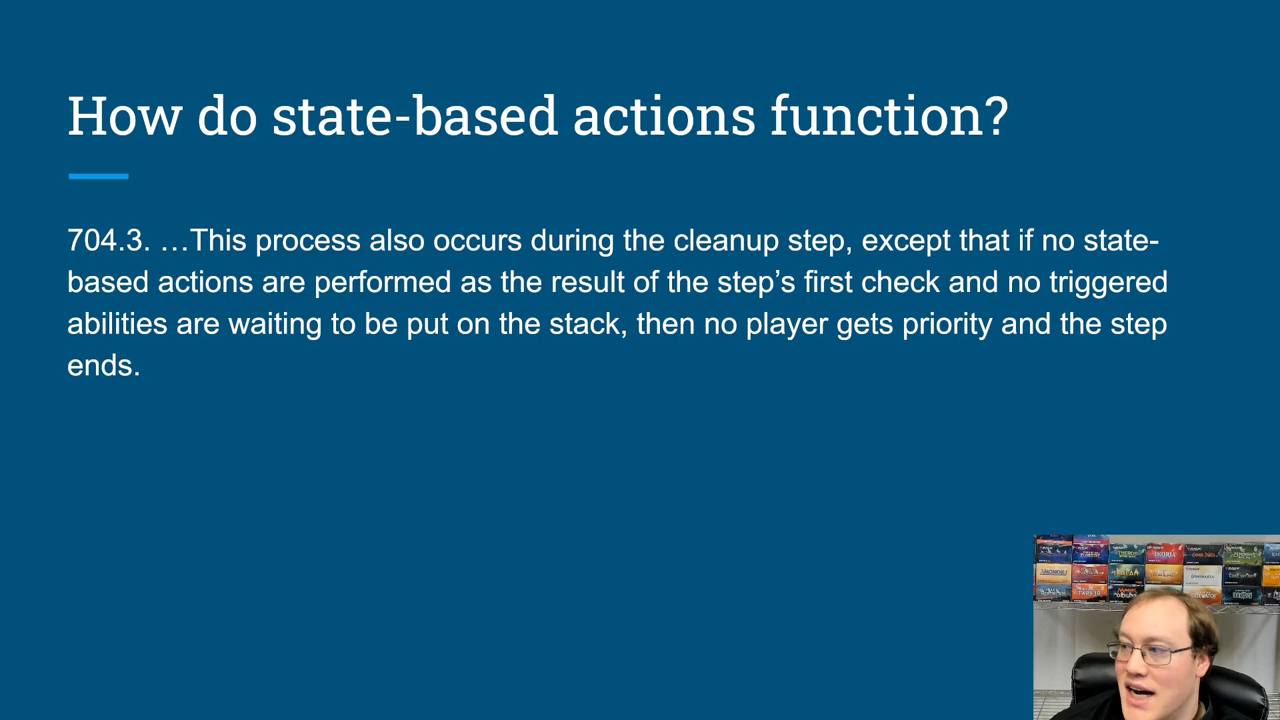 How do state-based actions function?
704.3. …This process also occurs during the cleanup step, except that if no state-
based actions are performed as the result of the step’s first check and no triggered
abilities are waiting to be put on the stack, then no player gets priority and the step
ends.
IKORIA